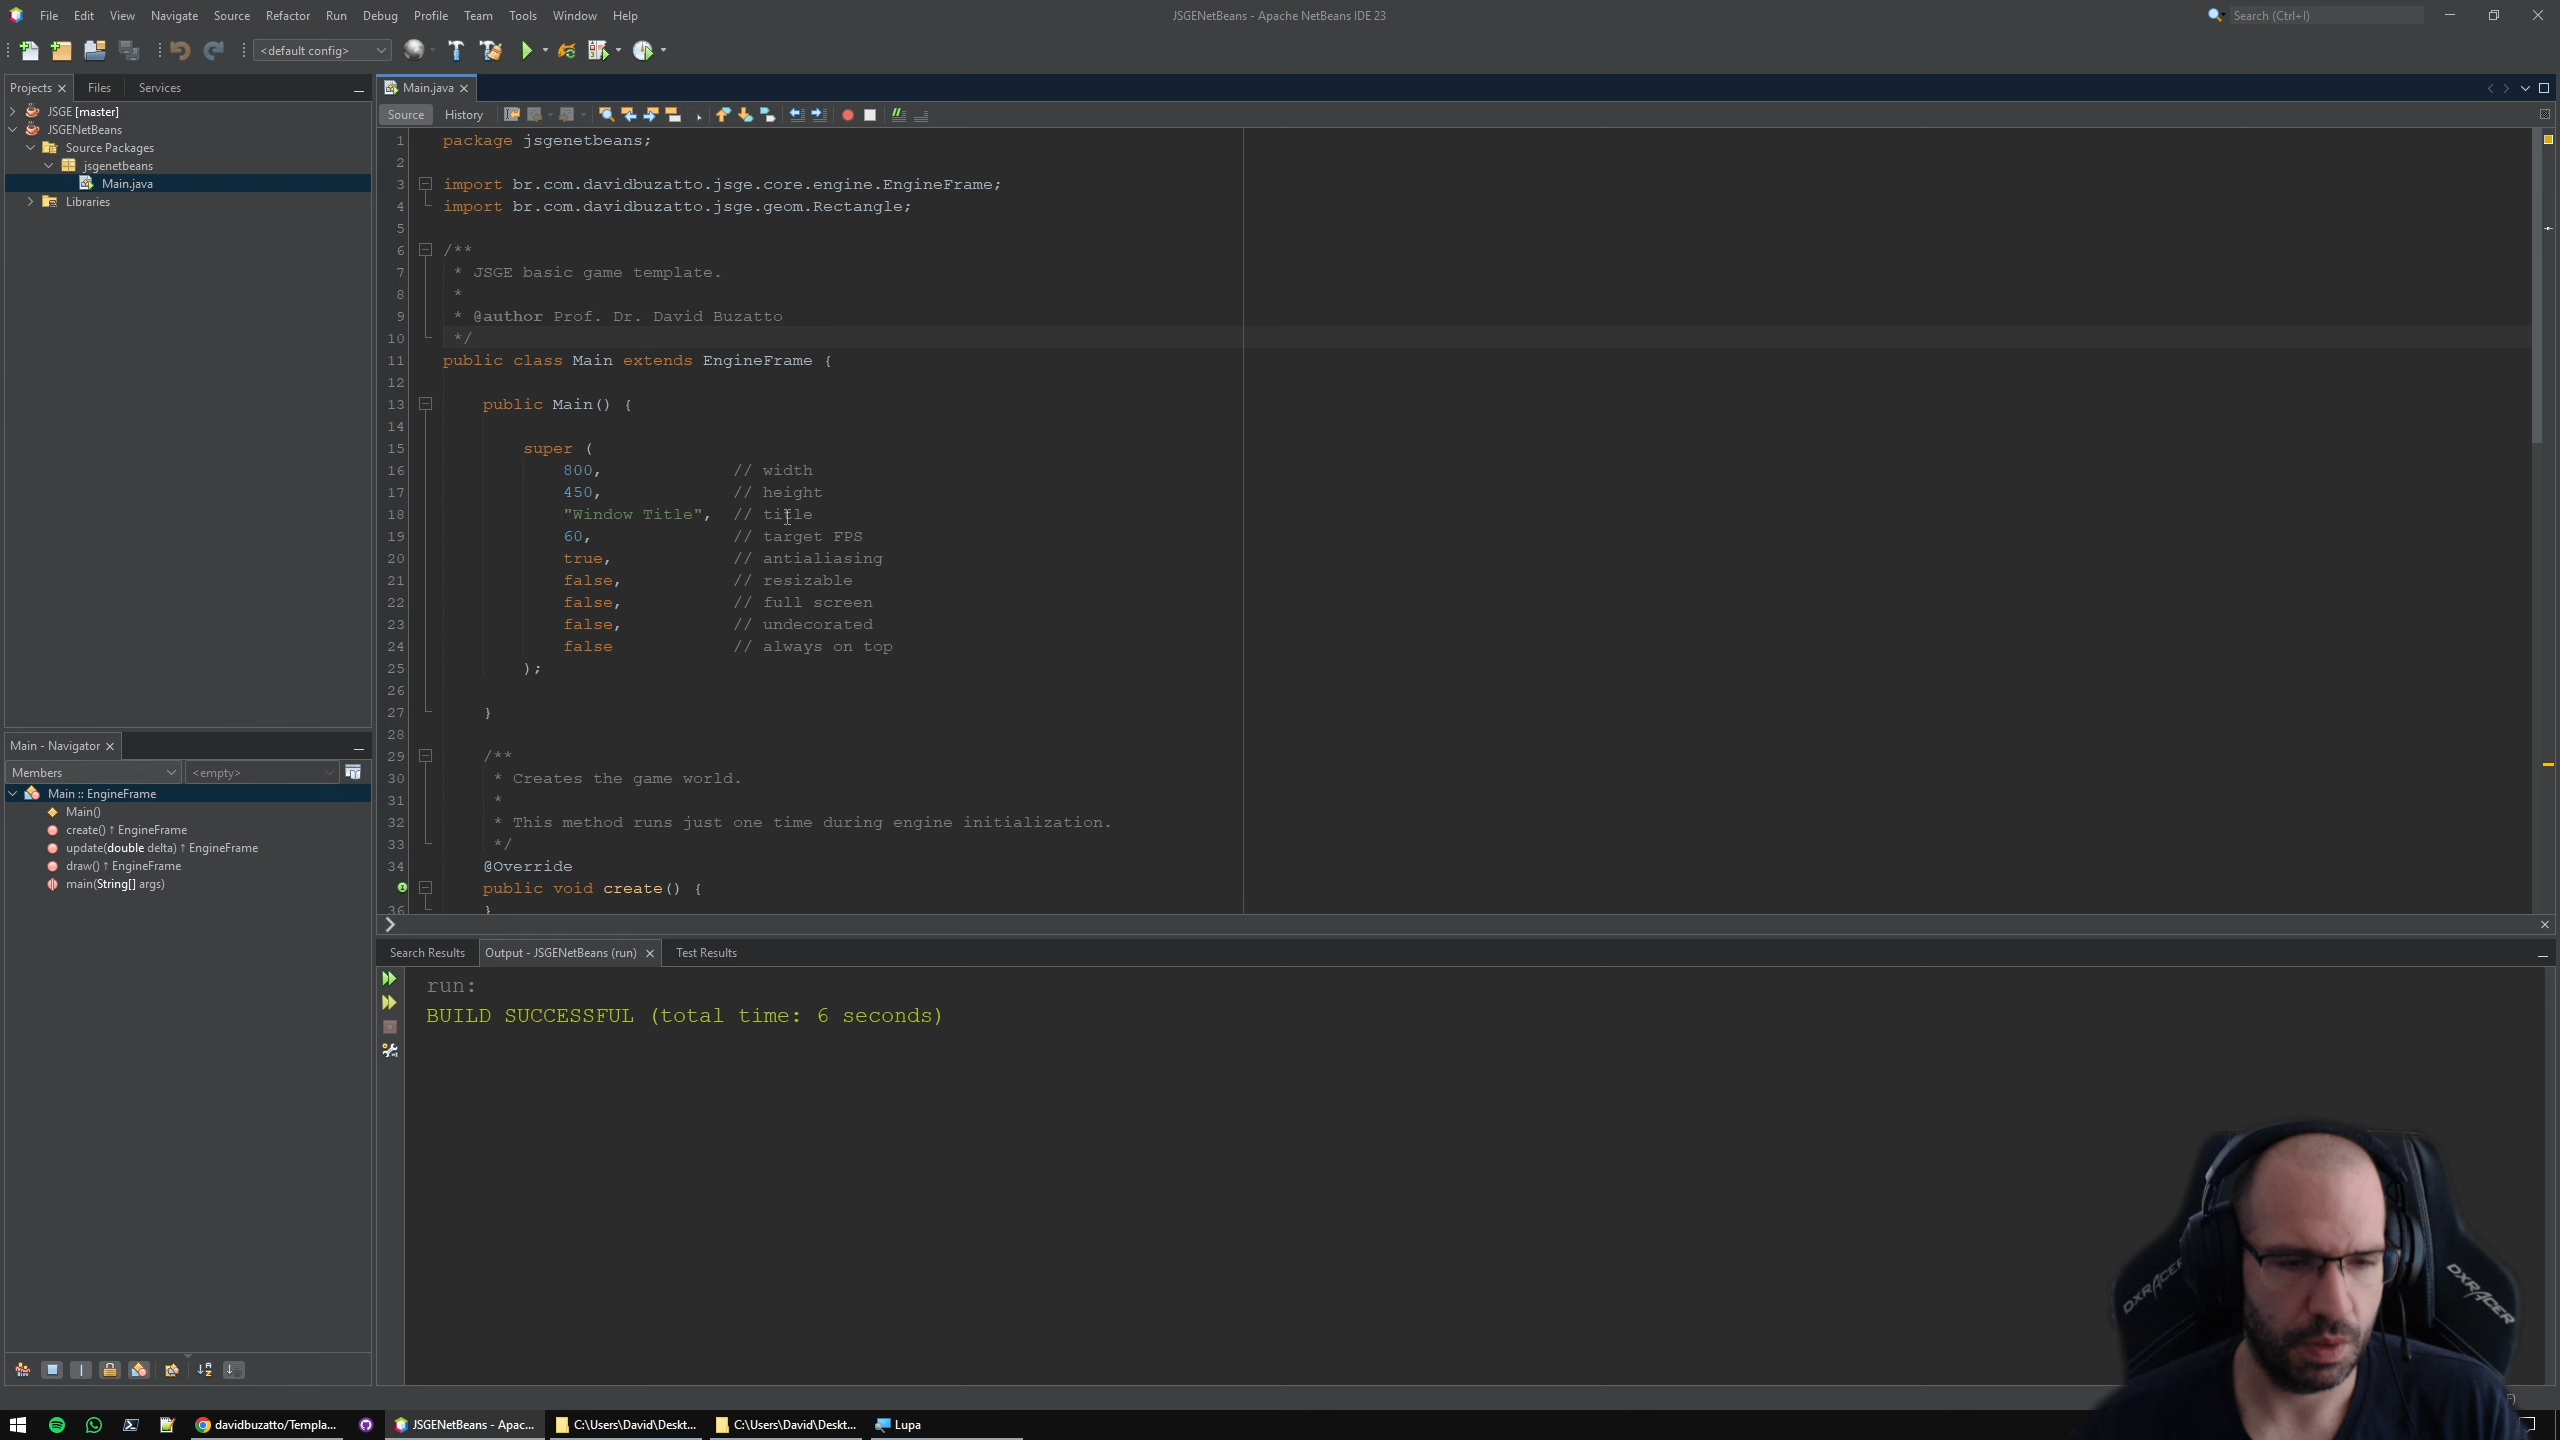 File Edit View Navigate Source Refactor Run Debug Profile Team Tools Window Help
JSGENetBeans - Apache NetBeans IDE 23
Search (Ctrl+I)
<default config>
Projects
Files
Services
JSGE [master]
JSGENetBeans
Source Packages
jsgenetbeans
Main.java
Libraries
Main.java
Source
History
1 package jsgenetbeans;
2
3 import br.com.davidbuzatto.jsge.core.engine.EngineFrame;
4 import br.com.davidbuzatto.jsge.geom.Rectangle;
5
6 /**
7 * JSGE basic game template.
8 *
9 * @author Prof. Dr. David Buzatto
10 */
11 public class Main extends EngineFrame {
12
13 public Main() {
14
15 super (
16 800, // width
17 450, // height
18 "Window Title", // title
19 60, // target FPS
20 true, // antialiasing
21 false, // resizable
22 false, // full screen
23 false, // undecorated
24 false // always on top
25 );
26
27 }
28
29 /**
30 * Creates the game world.
31 *
32 * This method runs just one time during engine initialization.
33 */
34 @Override
public void create() {
36 }
Main - Navigator
Members
<empty>
Main :: EngineFrame
Main()
create() ↑ EngineFrame
update(double delta) ↑ EngineFrame
draw() ↑ EngineFrame
main(String[] args)
Search Results
Output - JSGENetBeans (run)
Test Results
run:
BUILD SUCCESSFUL (total time: 6 seconds)
DXRACER
DXRACER
davidbuzatto/Templa...
JSGENetBeans - Apac...
C:\Users\David\Deskt...
C:\Users\David\Deskt...
Lupa